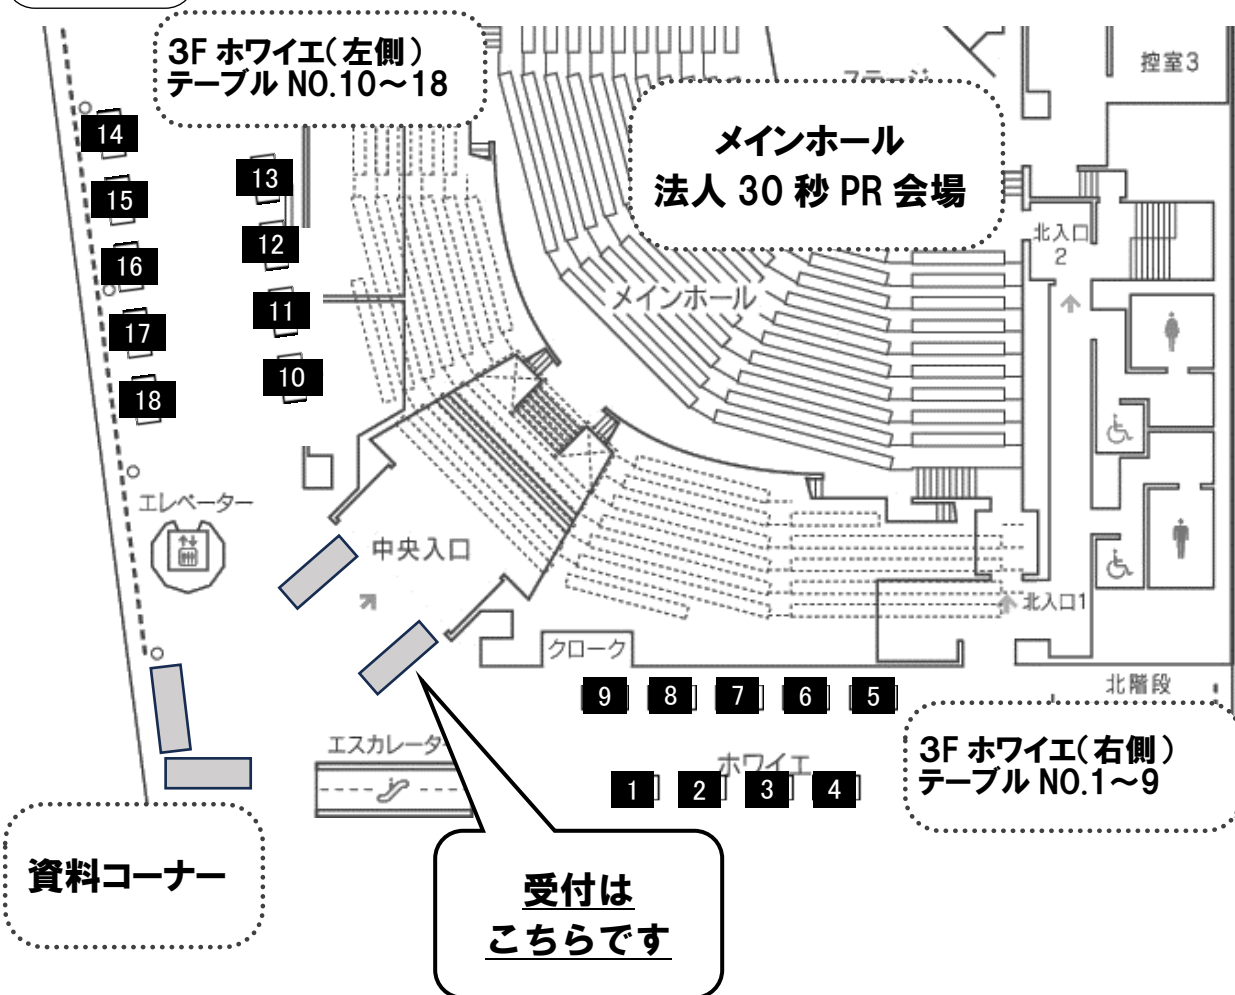 3F ホワイエ(左側)
テーブル NO.10～18
ステージ
控室3
メインホール
法人 30 秒 PR 会場
14
13
15
12
16
11
17
10
18
北入口
2
メインホール
エレベーター
中央入口
北入口1
クローク
北階段
9
8
7
6
5
エスカレーター
ホワイエ
1
2
3
4
3F ホワイエ(右側)
テーブル NO.1～9
資料コーナー
受付は
こちらです